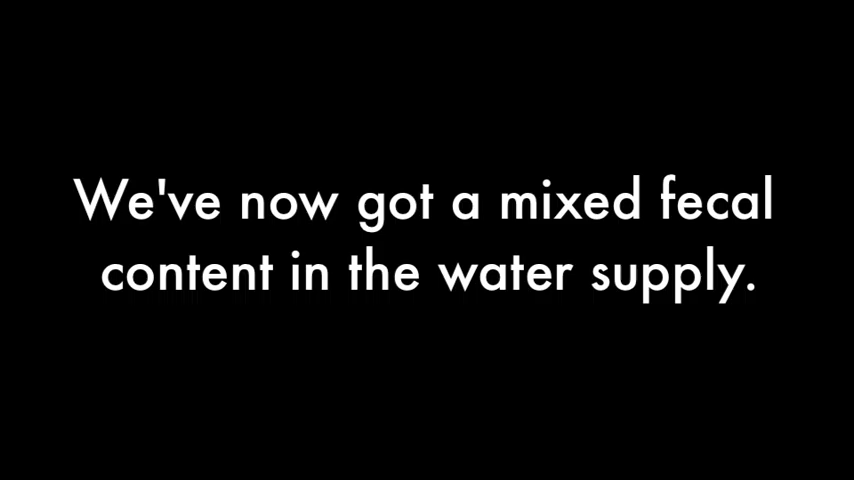 We've now got a mixed fecal
content in the water supply.